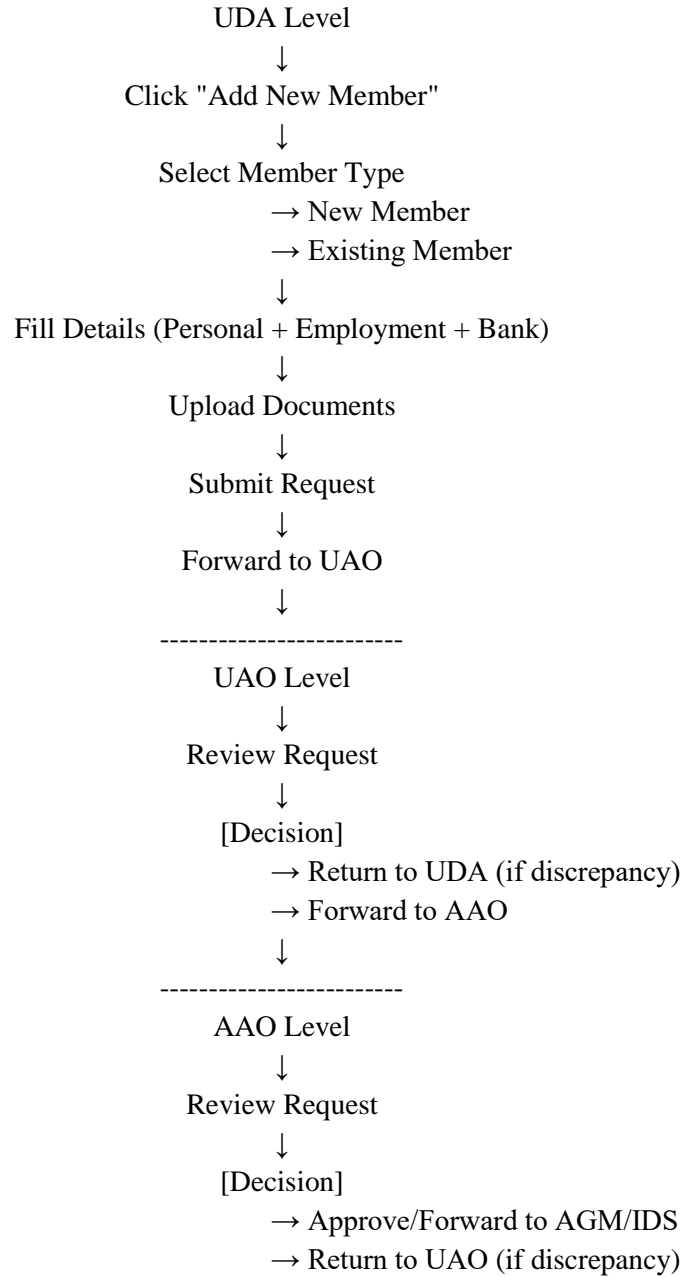 UDA Level
↓
Click "Add New Member"
↓
Select Member Type
→ New Member
→ Existing Member
↓
Fill Details (Personal + Employment + Bank)
↓
Upload Documents
↓
Submit Request
↓
Forward to UAO
↓
-------------------------
UAO Level
↓
Review Request
↓
[Decision]
→ Return to UDA (if discrepancy)
→ Forward to AAO
↓
-------------------------
AAO Level
↓
Review Request
↓
[Decision]
→ Approve/Forward to AGM/IDS
→ Return to UAO (if discrepancy)